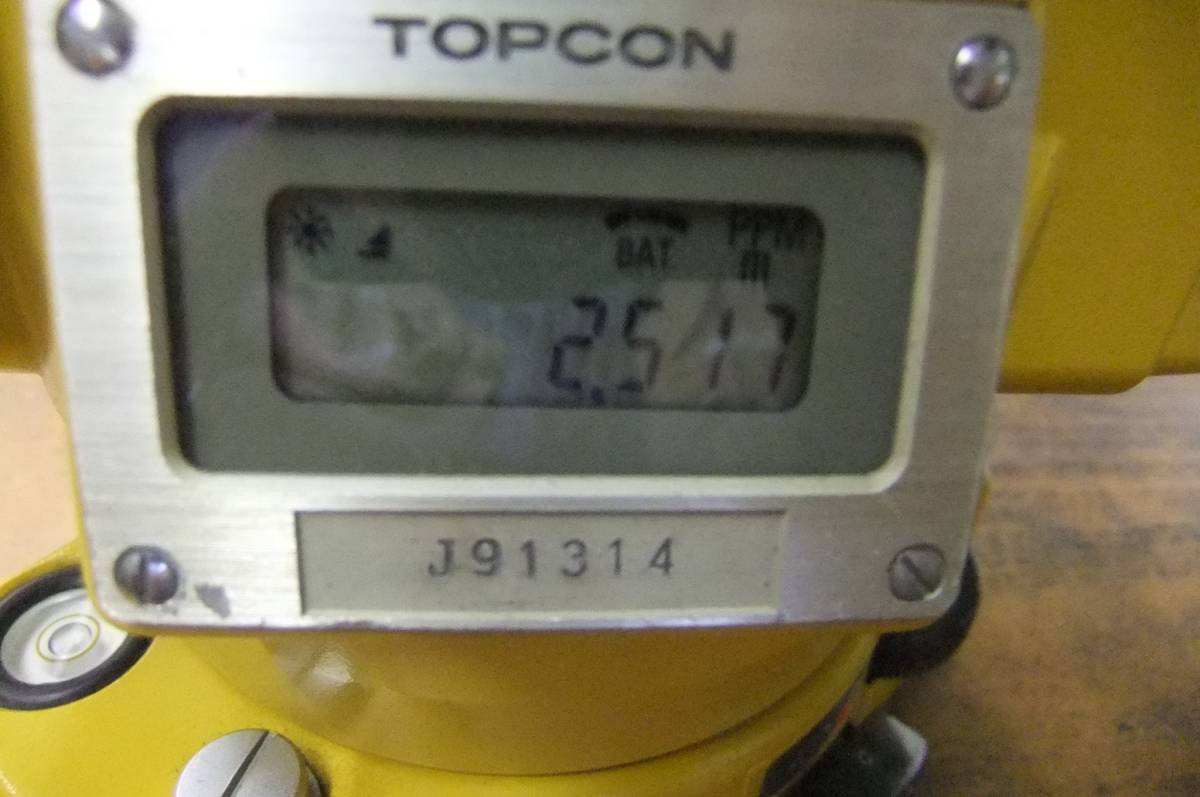 TOPCON
BAT PPM
m
2.517
J91314